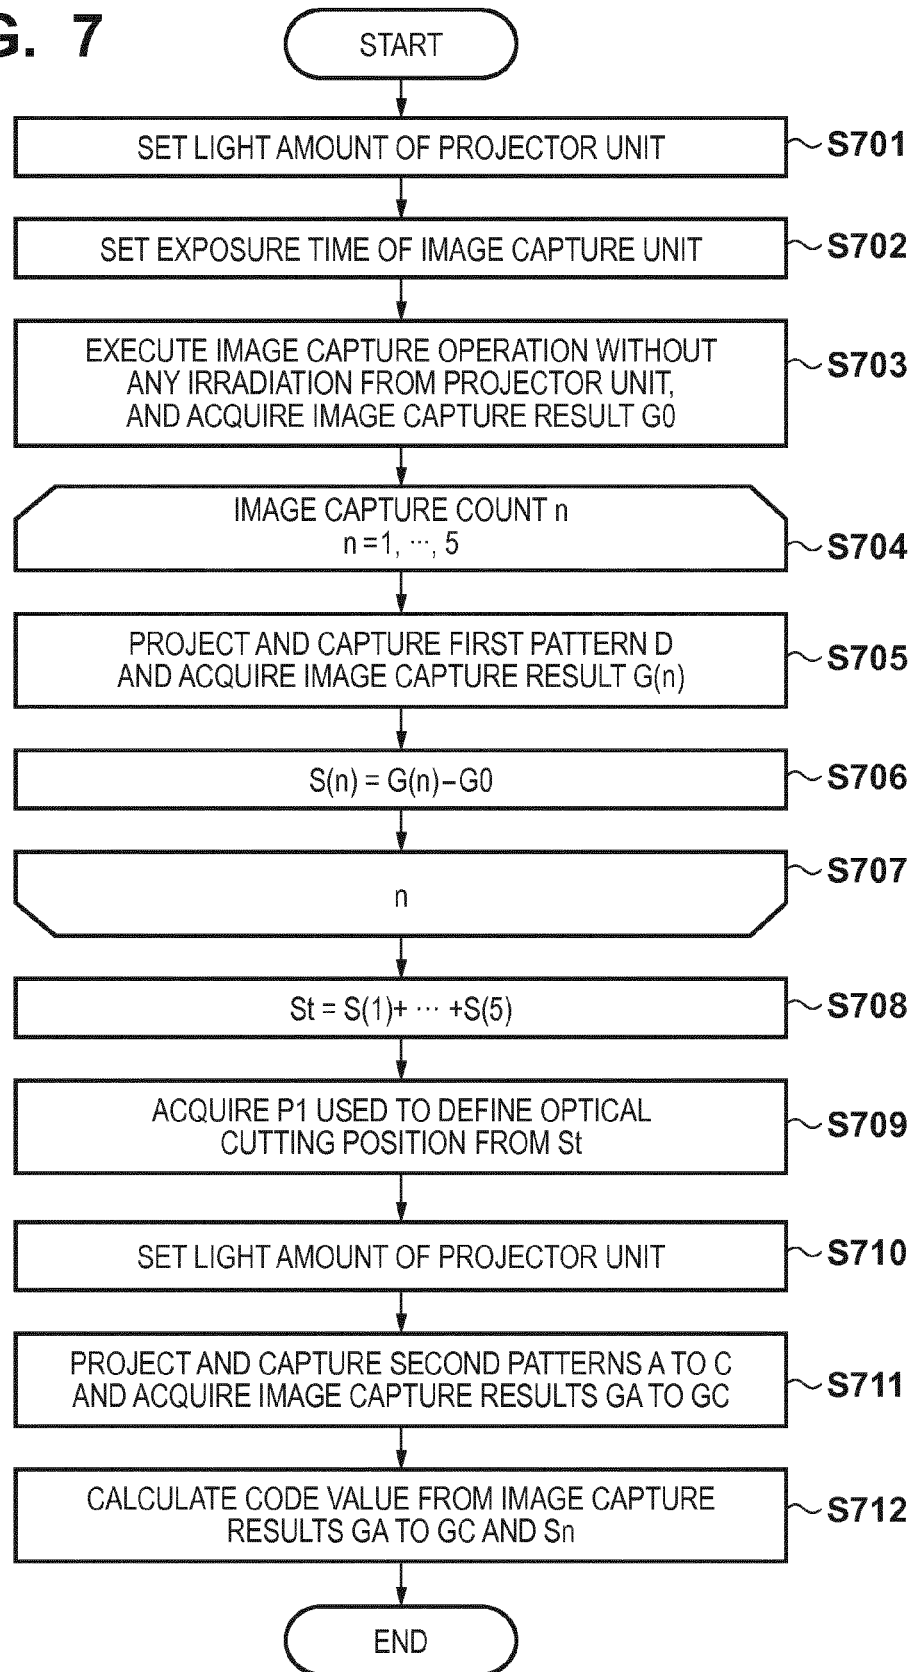 G. 7
START
SET LIGHT AMOUNT OF PROJECTOR UNIT
S701
SET EXPOSURE TIME OF IMAGE CAPTURE UNIT
S702
EXECUTE IMAGE CAPTURE OPERATION WITHOUT
ANY IRRADIATION FROM PROJECTOR UNIT,
AND ACQUIRE IMAGE CAPTURE RESULT G0
S703
IMAGE CAPTURE COUNT n
n=1, ···, 5
S704
PROJECT AND CAPTURE FIRST PATTERN D
AND ACQUIRE IMAGE CAPTURE RESULT G(n)
S705
S(n) = G(n)–G0
S706
n
S707
St = S(1)+ ··· +S(5)
S708
ACQUIRE P1 USED TO DEFINE OPTICAL
CUTTING POSITION FROM St
S709
SET LIGHT AMOUNT OF PROJECTOR UNIT
S710
PROJECT AND CAPTURE SECOND PATTERNS A TO C
AND ACQUIRE IMAGE CAPTURE RESULTS GA TO GC
S711
CALCULATE CODE VALUE FROM IMAGE CAPTURE
RESULTS GA TO GC AND Sn
S712
END